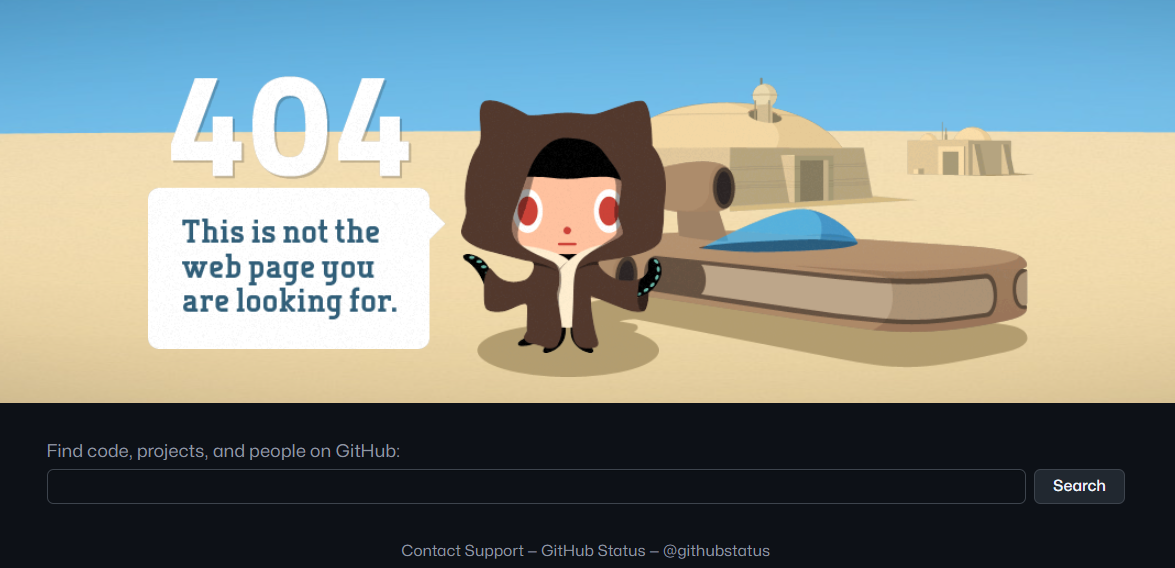 404
This is not the
web page you
are looking for.
Find code, projects, and people on GitHub:
Search
Contact Support — GitHub Status — @githubstatus